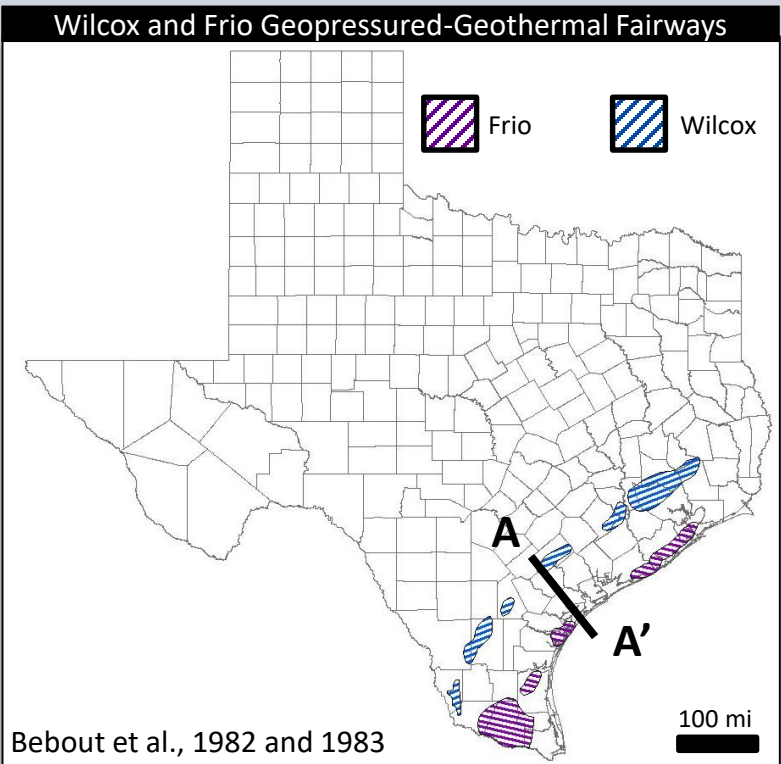 Wilcox and Frio Geopressured-Geothermal Fairways
Frio
Wilcox
A
A’
100 mi
Bebout et al., 1982 and 1983